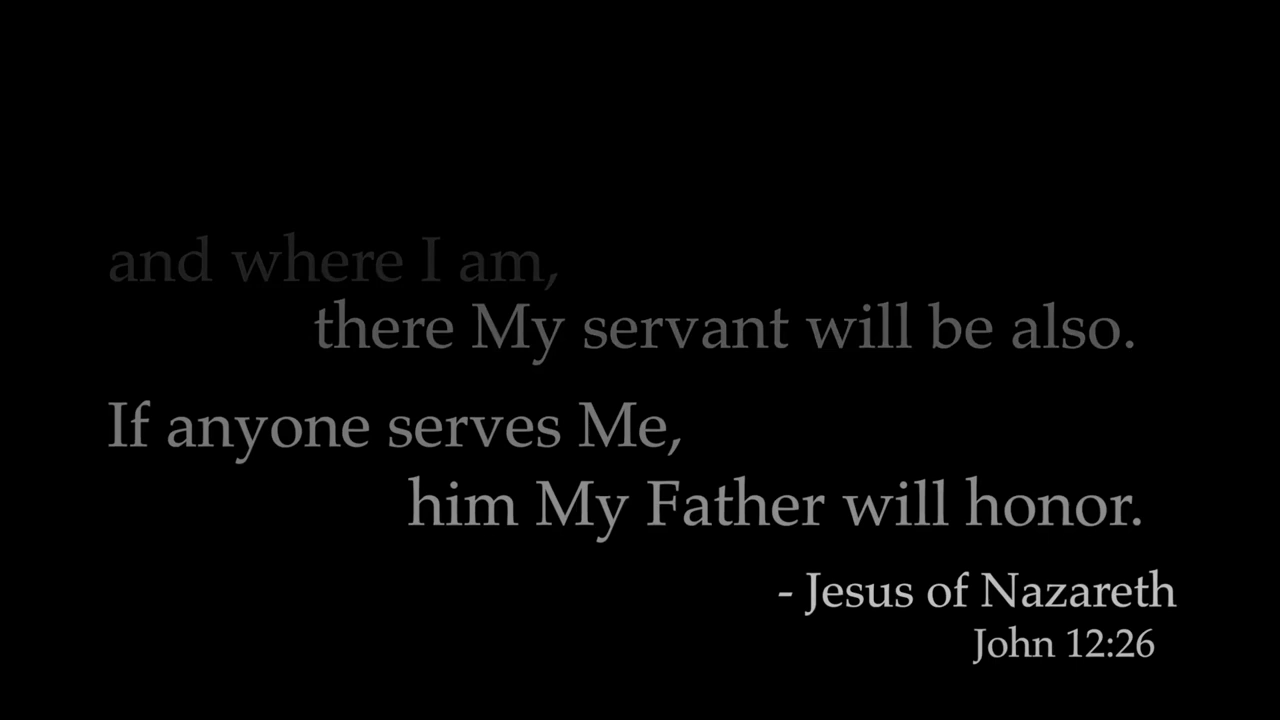 and where I am,
there My servant will be also.
If anyone serves Me,
him My Father will honor.
- Jesus of Nazareth
John 12:26